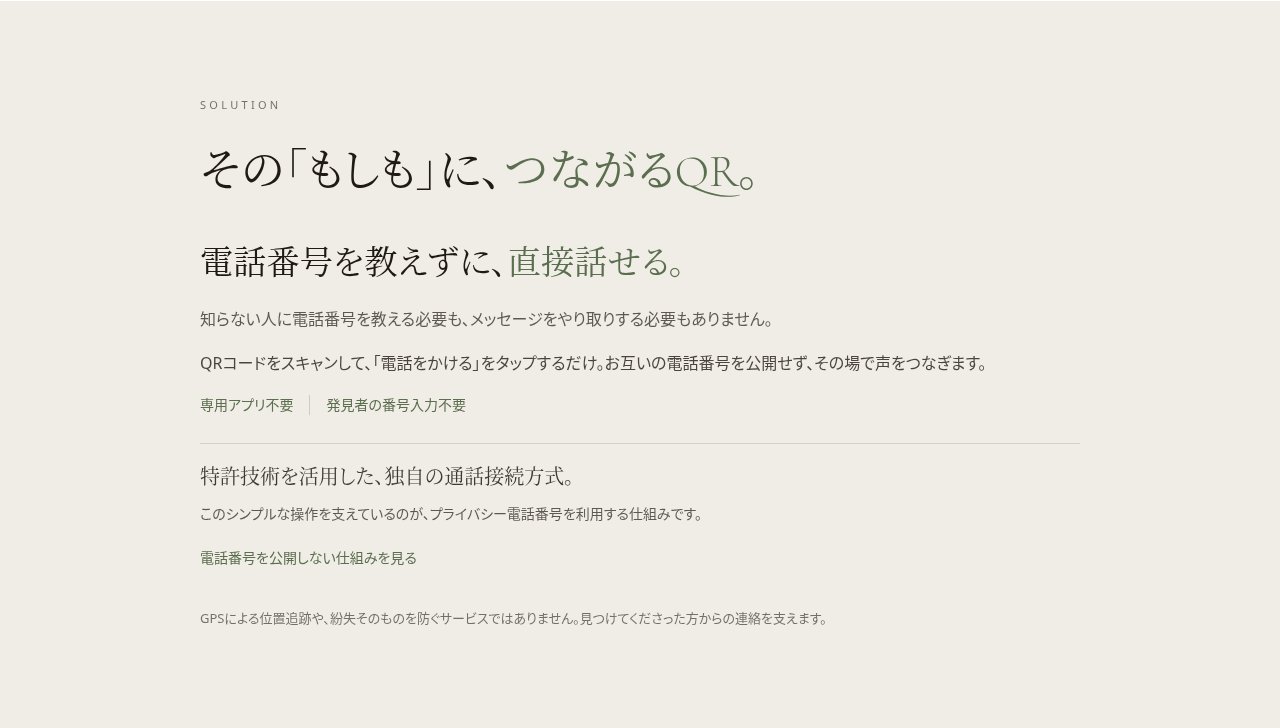 SOLUTION
その「もしも」に、つながるQR。
電話番号を教えずに、直接話せる。
知らない人に電話番号を教える必要も、メッセージをやり取りする必要もありません。
QRコードをスキャンして、「電話をかける」をタップするだけ。お互いの電話番号を公開せず、その場で声をつなぎます。
専用アプリ不要 発見者の番号入力不要
特許技術を活用した、独自の通話接続方式。
このシンプルな操作を支えているのが、プライバシー電話番号を利用する仕組みです。
電話番号を公開しない仕組みを見る
GPSによる位置追跡や、紛失そのものを防ぐサービスではありません。見つけてくださった方からの連絡を支えます。